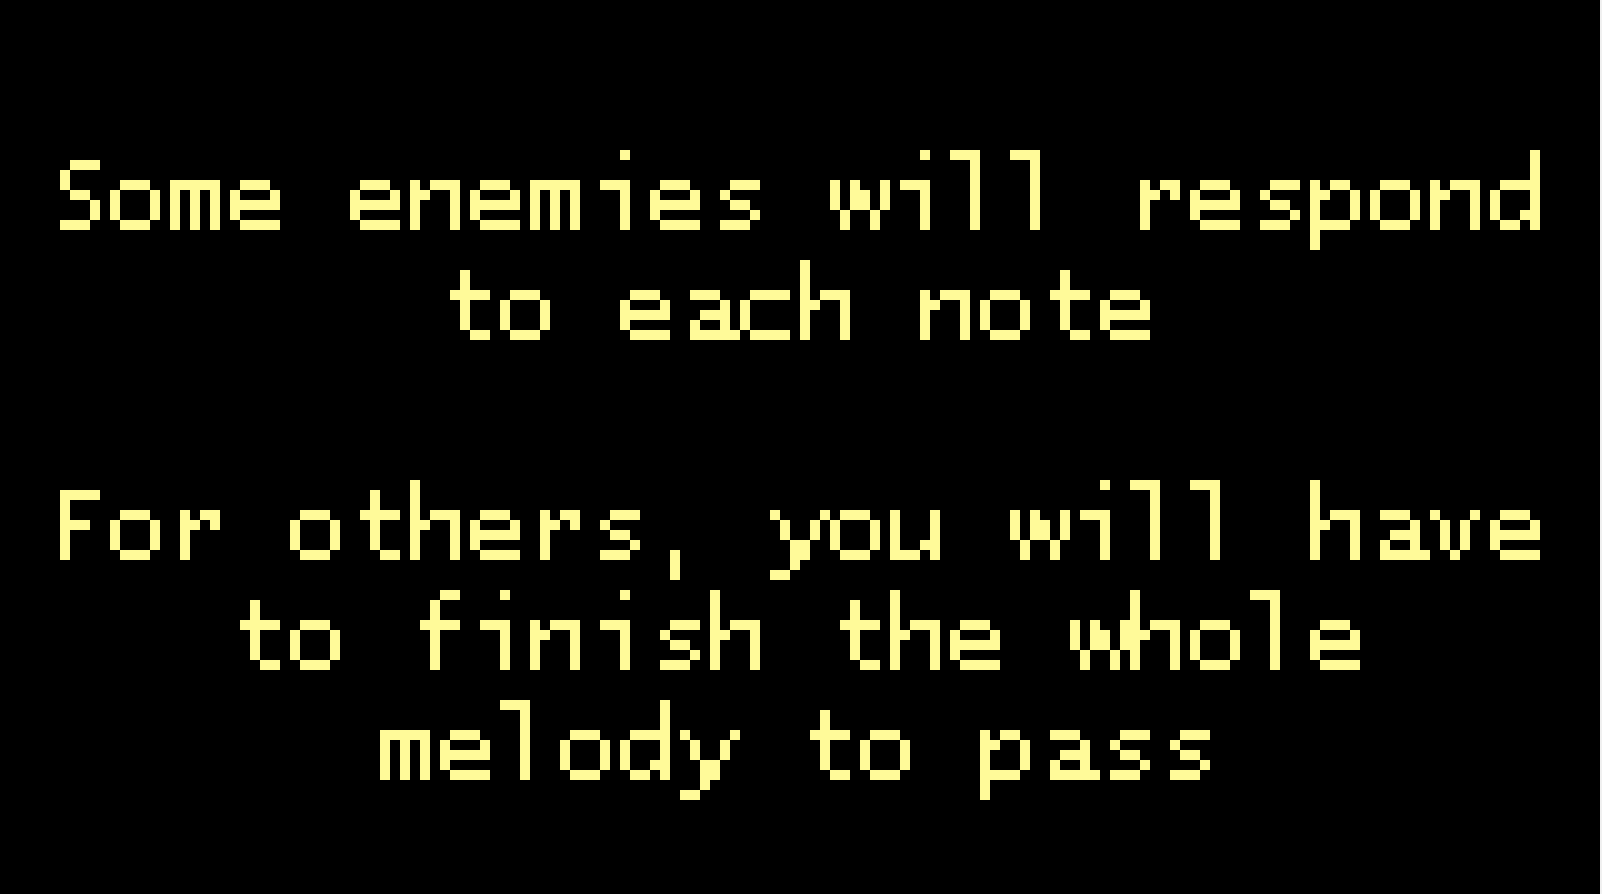 Some enemies will respond
to each note
For others, you will have
to finish the whole
melody to pass